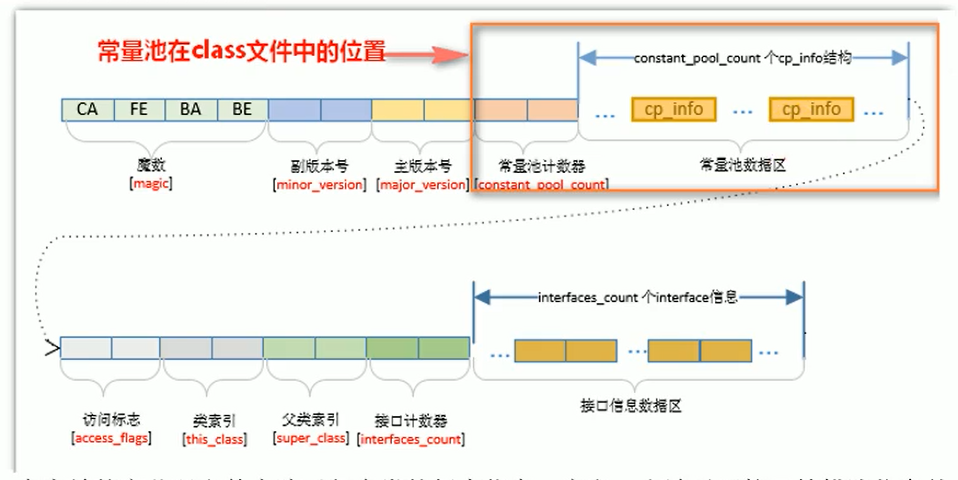 常量池在class文件中的位置
constant_pool_count 个cp_info结构
CA FE BA BE ... cp_info ... cp_info ...
魔数 副版本号 主版本号 常量池计数器 常量池数据区
[magic] [minor_version] [major_version] [constant_pool_count]
interfaces_count 个interface信息
... ... ...
访问标志 类索引 父类索引 接口计数器 接口信息数据区
[access_flags] [this_class] [super_class] [interfaces_count]